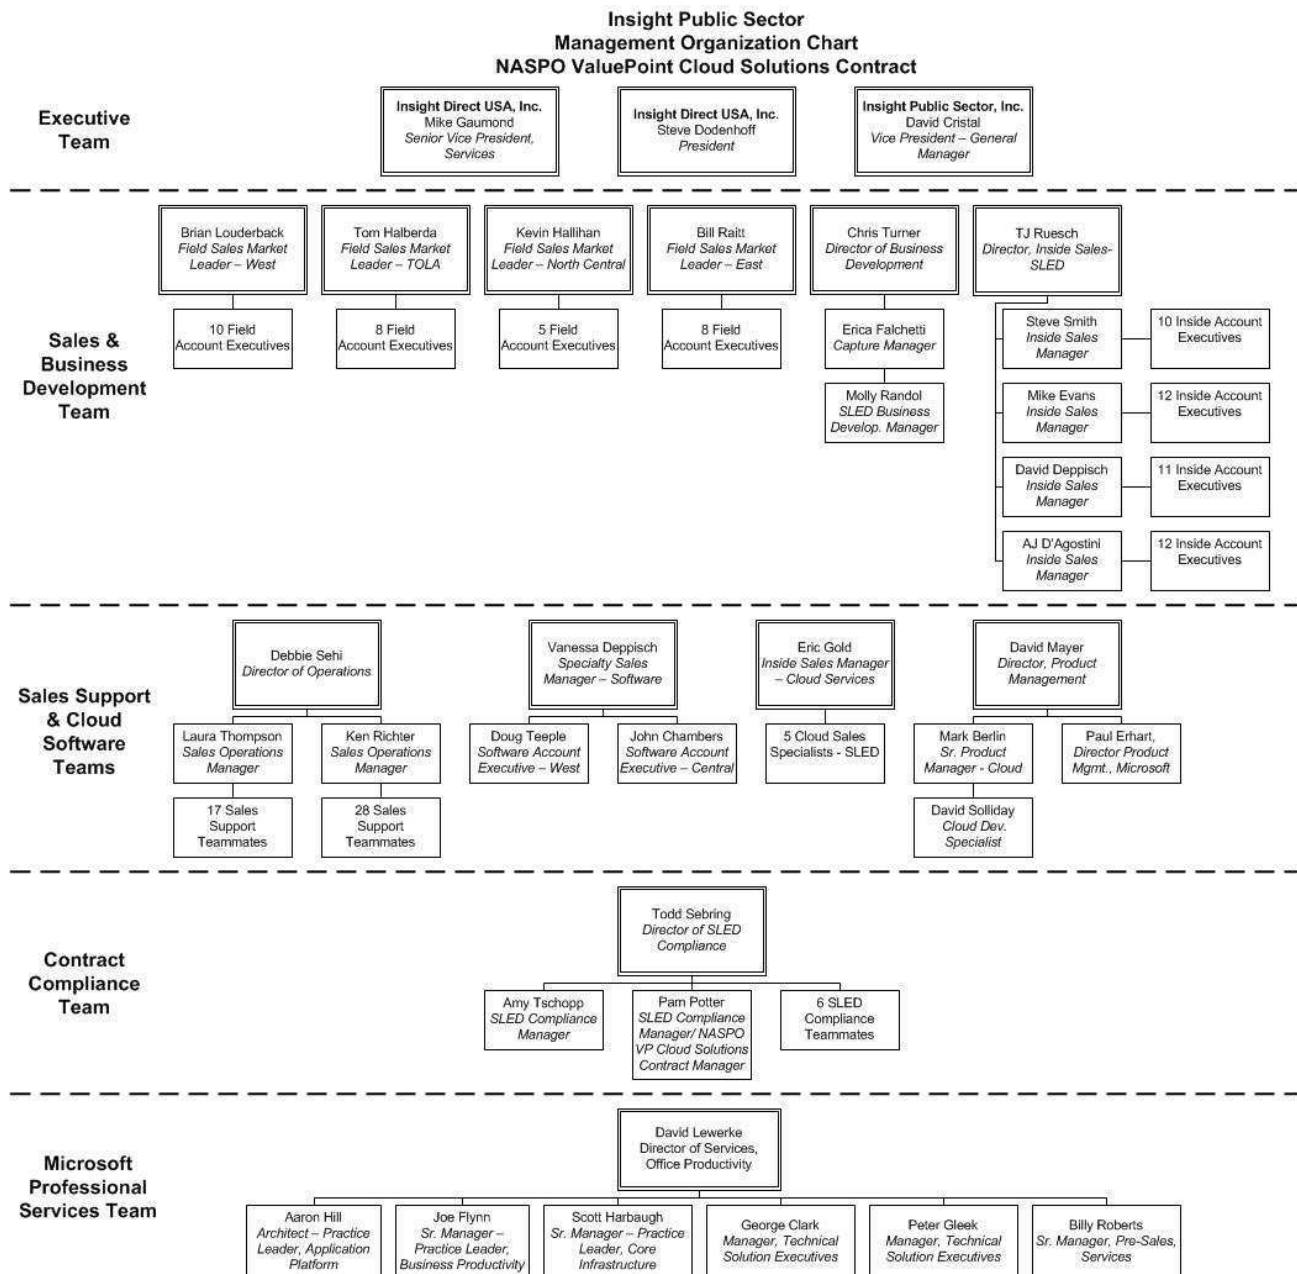 Insight Public Sector
Management Organization Chart
NASPO ValuePoint Cloud Solutions Contract
Executive
Team
Insight Direct USA, Inc.
Mike Gaumond
Senior Vice President,
Services
Insight Direct USA, Inc.
Steve Dodenhoff
President
Insight Public Sector, Inc.
David Cristal
Vice President – General
Manager
Sales &
Business
Development
Team
Brian Louderback
Field Sales Market
Leader – West
Tom Halberda
Field Sales Market
Leader – TOLA
Kevin Hallihan
Field Sales Market
Leader – North Central
Bill Raitt
Field Sales Market
Leader – East
Chris Turner
Director of Business
Development
TJ Ruesch
Director, Inside Sales-
SLED
10 Field
Account Executives
8 Field
Account Executives
5 Field
Account Executives
8 Field
Account Executives
Erica Falchetti
Capture Manager
Molly Randol
SLED Business
Develop. Manager
Steve Smith
Inside Sales
Manager
10 Inside Account
Executives
Mike Evans
Inside Sales
Manager
12 Inside Account
Executives
David Deppisch
Inside Sales
Manager
11 Inside Account
Executives
AJ D'Agostini
Inside Sales
Manager
12 Inside Account
Executives
Sales Support
& Cloud
Software
Teams
Debbie Sehi
Director of Operations
Vanessa Deppisch
Specialty Sales
Manager – Software
Eric Gold
Inside Sales Manager
– Cloud Services
David Mayer
Director, Product
Management
Laura Thompson
Sales Operations
Manager
Ken Richter
Sales Operations
Manager
Doug Teeple
Software Account
Executive – West
John Chambers
Software Account
Executive – Central
5 Cloud Sales
Specialists - SLED
Mark Berlin
Sr. Product
Manager - Cloud
Paul Erhart,
Director Product
Mgmt., Microsoft
17 Sales
Support
Teammates
28 Sales
Support
Teammates
David Solliday
Cloud Dev.
Specialist
Contract
Compliance
Team
Todd Sebring
Director of SLED
Compliance
Amy Tschopp
SLED Compliance
Manager
Pam Potter
SLED Compliance
Manager/ NASPO
VP Cloud Solutions
Contract Manager
6 SLED
Compliance
Teammates
Microsoft
Professional
Services Team
David Lewerke
Director of Services,
Office Productivity
Aaron Hill
Architect – Practice
Leader, Application
Platform
Joe Flynn
Sr. Manager –
Practice Leader,
Business Productivity
Scott Harbaugh
Sr. Manager – Practice
Leader, Core
Infrastructure
George Clark
Manager, Technical
Solution Executives
Peter Gleek
Manager, Technical
Solution Executives
Billy Roberts
Sr. Manager, Pre-Sales,
Services